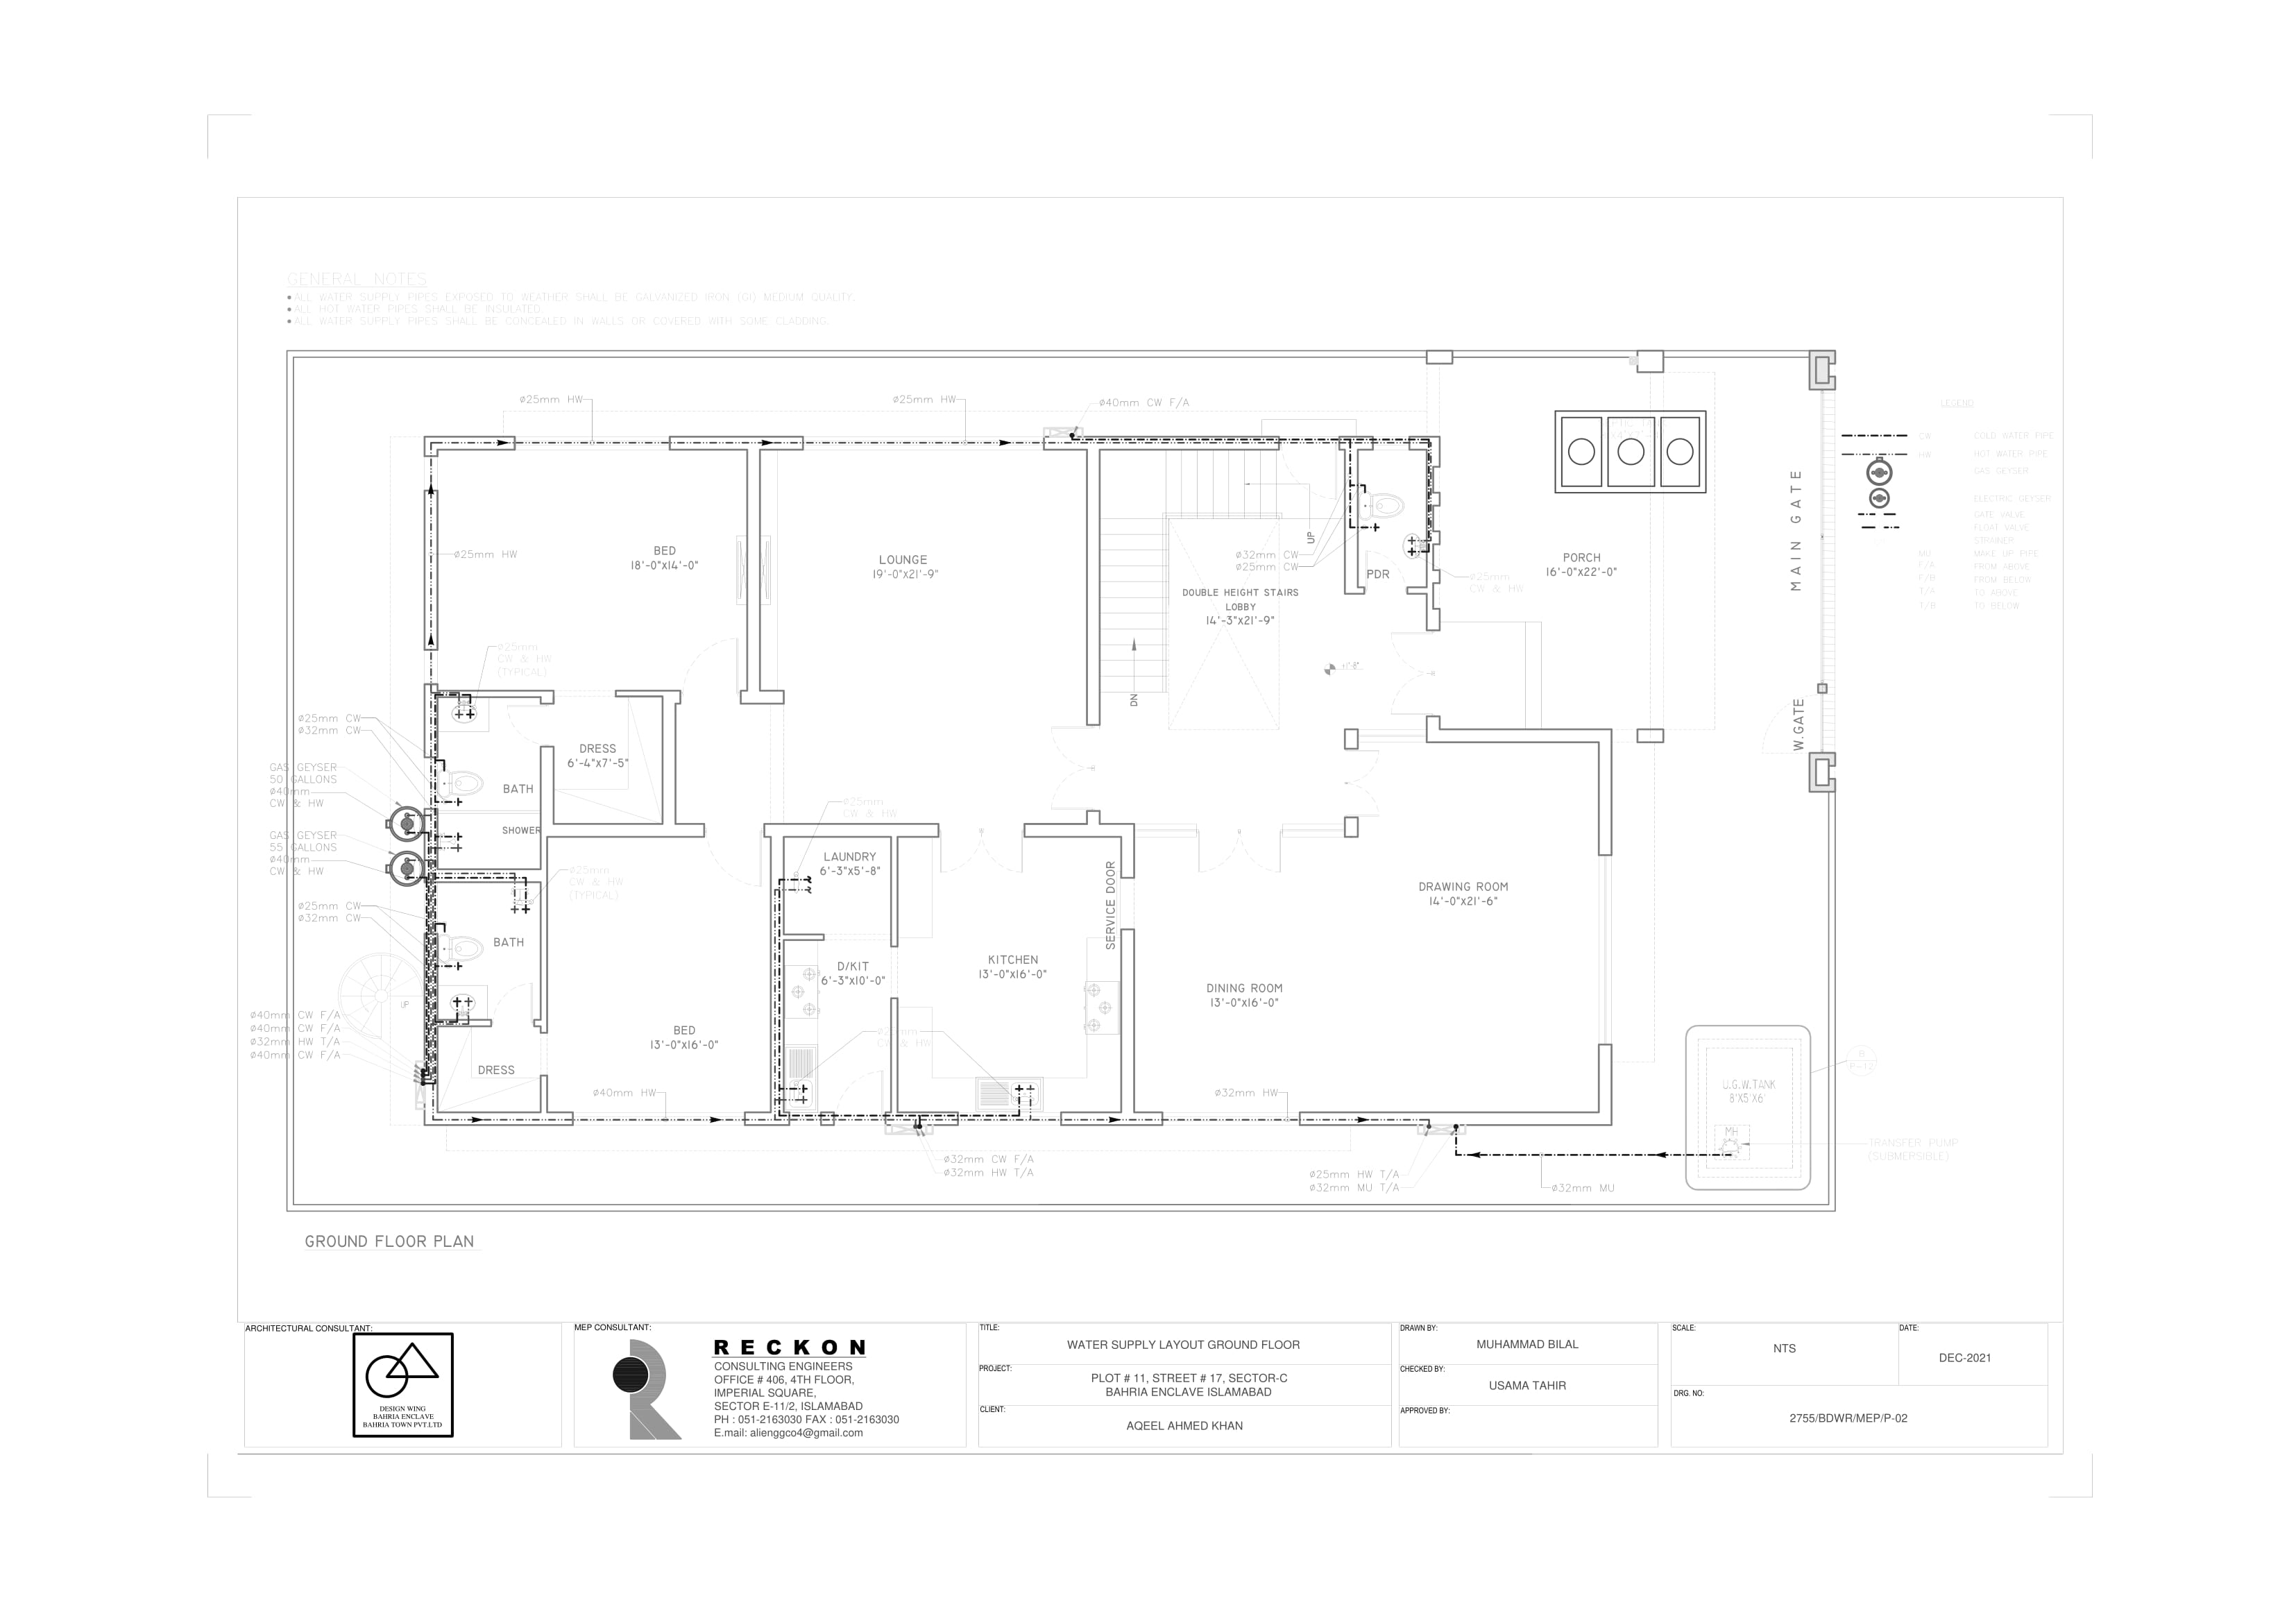 GENERAL NOTES
• ALL WATER SUPPLY PIPES EXPOSED TO WEATHER SHALL BE GALVANIZED IRON (GI) MEDIUM QUALITY.
• ALL HOT WATER PIPES SHALL BE INSULATED.
• ALL WATER SUPPLY PIPES SHALL BE CONCEALED IN WALLS OR COVERED WITH SOME CLADDING.
ø25mm HW
ø25mm HW
ø40mm CW F/A
LEGEND
CW COLD WATER PIPE
HW HOT WATER PIPE
GAS GEYSER
ELECTRIC GEYSER
GATE VALVE
FLOAT VALVE
STRAINER
MU MAKE UP PIPE
F/A FROM ABOVE
F/B FROM BELOW
T/A TO ABOVE
T/B TO BELOW
MAIN GATE
W.GATE
ø25mm HW
BED
18'-0"X14'-0"
LOUNGE
19'-0"X21'-9"
UP
ø32mm CW
ø25mm CW
PDR
DOUBLE HEIGHT STAIRS
LOBBY
14'-3"X21'-9"
DN
ø25mm
CW & HW
PORCH
16'-0"X22'-0"
ø25mm
CW & HW
(TYPICAL)
ø25mm CW
ø32mm CW
DRESS
6'-4"X7'-5"
BATH
SHOWER
GAS GEYSER
50 GALLONS
ø40mm
CW & HW
GAS GEYSER
55 GALLONS
ø40mm
CW & HW
ø25mm
CW & HW
LAUNDRY
6'-3"X5'-8"
ø25mm
CW & HW
(TYPICAL)
ø25mm CW
ø32mm CW
BATH
UP
SERVICE DOOR
DRAWING ROOM
14'-0"X21'-6"
D/KIT
6'-3"X10'-0"
KITCHEN
13'-0"X16'-0"
DINING ROOM
13'-0"X16'-0"
ø40mm CW F/A
ø40mm CW F/A
ø32mm HW T/A
ø40mm CW F/A
BED
13'-0"X16'-0"
CW & HW
DRESS
ø40mm HW
ø32mm HW
U.G.W.TANK
8'X5'X6'
MH
P-12
TRANSFER PUMP
(SUBMERSIBLE)
ø32mm CW F/A
ø32mm HW T/A
ø25mm HW T/A
ø32mm MU T/A
ø32mm MU
GROUND FLOOR PLAN
ARCHITECTURAL CONSULTANT:
DESIGN WING
BAHRIA ENCLAVE
BAHRIA TOWN PVT.LTD
MEP CONSULTANT:
RECKON
CONSULTING ENGINEERS
OFFICE # 406, 4TH FLOOR,
IMPERIAL SQUARE,
SECTOR E-11/2, ISLAMABAD
PH : 051-2163030 FAX : 051-2163030
E.mail: alienggco4@gmail.com
TITLE:
WATER SUPPLY LAYOUT GROUND FLOOR
PROJECT:
PLOT # 11, STREET # 17, SECTOR-C
BAHRIA ENCLAVE ISLAMABAD
CLIENT:
AQEEL AHMED KHAN
DRAWN BY:
MUHAMMAD BILAL
CHECKED BY:
USAMA TAHIR
APPROVED BY:
SCALE:
NTS
DATE:
DEC-2021
DRG. NO:
2755/BDWR/MEP/P-02